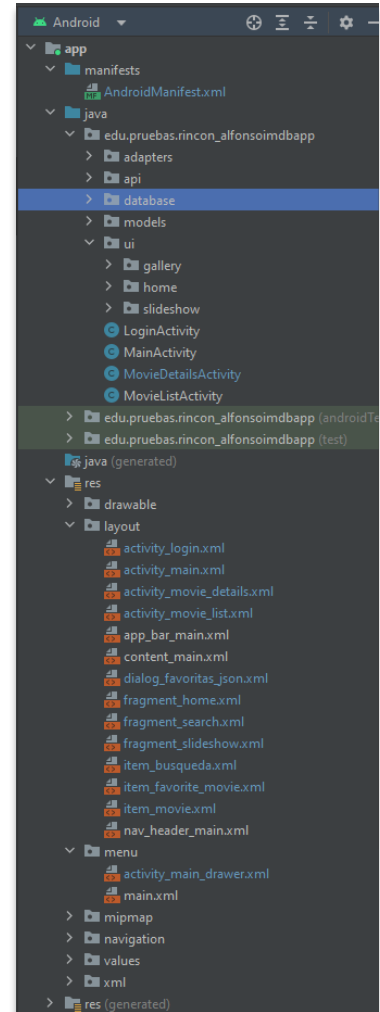 Android
app
manifests
AndroidManifest.xml
java
edu.pruebas.rincon_alfonsoimdbapp
adapters
api
database
models
ui
gallery
home
slideshow
LoginActivity
MainActivity
MovieDetailsActivity
MovieListActivity
edu.pruebas.rincon_alfonsoimdbapp (androidTe
edu.pruebas.rincon_alfonsoimdbapp (test)
java (generated)
res
drawable
layout
activity_login.xml
activity_main.xml
activity_movie_details.xml
activity_movie_list.xml
app_bar_main.xml
content_main.xml
dialog_favoritas_json.xml
fragment_home.xml
fragment_search.xml
fragment_slideshow.xml
item_busqueda.xml
item_favorite_movie.xml
item_movie.xml
nav_header_main.xml
menu
activity_main_drawer.xml
main.xml
mipmap
navigation
values
xml
res (generated)